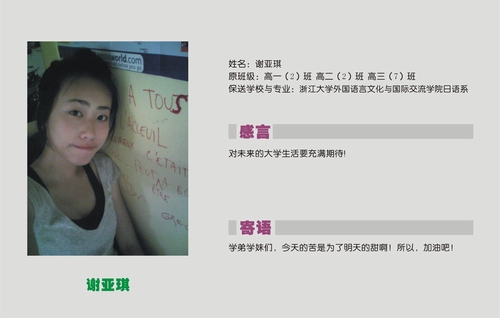 world.com
A TOUS
姓名：谢亚琪
原班级：高一（2）班 高二（2）班 高三（7）班
保送学校与专业：浙江大学外国语言文化与国际交流学院日语系
感言
对未来的大学生活要充满期待!
寄语
学弟学妹们，今天的苦是为了明天的甜啊！所以，加油吧！
谢亚琪